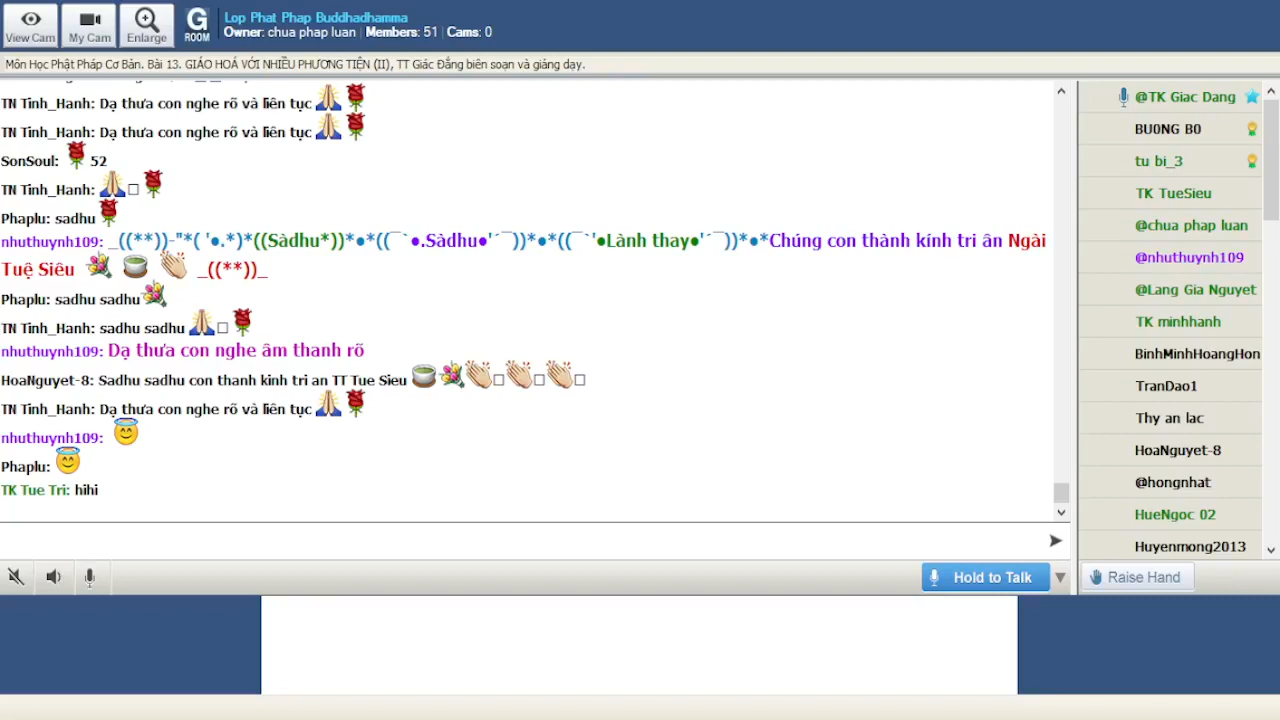 View Cam
My Cam
Enlarge
G
ROOM
Lop Phat Phap Buddhadhamma
Owner: chua phap luan | Members: 51 | Cams: 0
Môn Học Phật Pháp Cơ Bản. Bài 13. GIÁO HOÁ VỚI NHIỀU PHƯƠNG TIỆN (II), TT Giác Đẳng biên soạn và giảng dạy.
TN Tinh_Hanh: Dạ thưa con nghe rõ và liên tục
TN Tinh_Hanh: Dạ thưa con nghe rõ và liên tục
SonSoul: 52
TN Tinh_Hanh:
Phaplu: sadhu
nhuthuynh109: _((**))-"*( '●.*)*((Sàdhu*))*●*((¯`●.Sàdhu●'´¯))*●*((¯`'●Lành thay●'´¯))*●*Chúng con thành kính tri ân Ngài
Tuệ Siêu _((**))_
Phaplu: sadhu sadhu
TN Tinh_Hanh: sadhu sadhu
nhuthuynh109: Dạ thưa con nghe âm thanh rõ
HoaNguyet-8: Sadhu sadhu con thanh kinh tri an TT Tue Sieu
TN Tinh_Hanh: Dạ thưa con nghe rõ và liên tục
nhuthuynh109:
Phaplu:
TK Tue Tri: hihi
Hold to Talk
@TK Giac Dang
BU0NG B0
tu bi_3
TK TueSieu
@chua phap luan
@nhuthuynh109
@Lang Gia Nguyet
TK minhhanh
BinhMinhHoangHon
TranDao1
Thy an lac
HoaNguyet-8
@hongnhat
HueNgoc 02
Huyenmong2013
Raise Hand